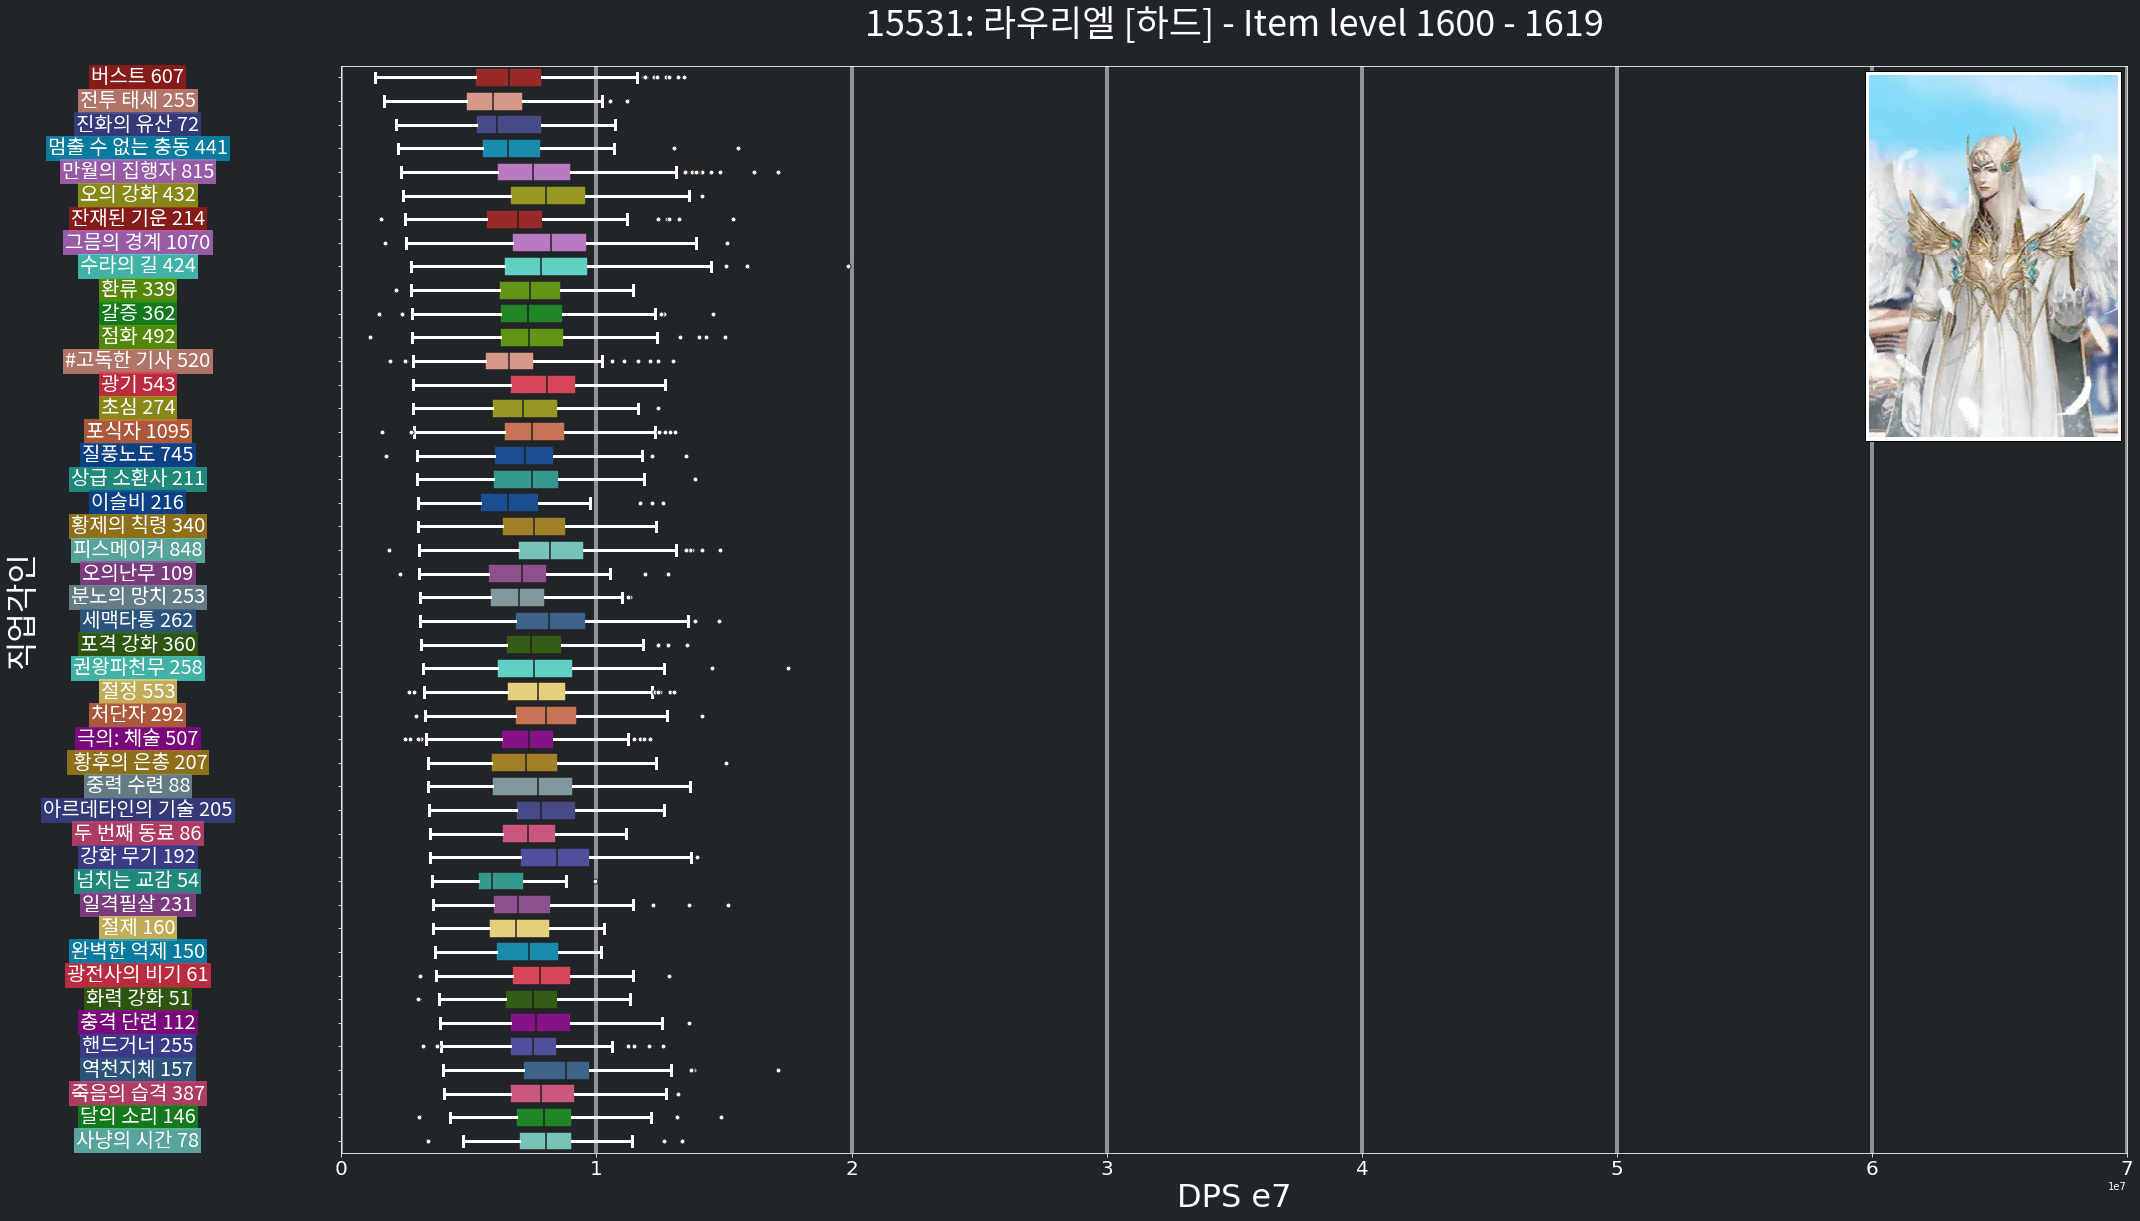 15531: 라우리엘 [하드] - Item level 1600 - 1619
버스트 607
전투 태세 255
진화의 유산 72
멈출 수 없는 충동 441
만월의 집행자 815
오의 강화 432
잔재된 기운 214
그믐의 경계 1070
수라의 길 424
환류 339
갈증 362
점화 492
#고독한 기사 520
광기 543
초심 274
포식자 1095
질풍노도 745
상급 소환사 211
이슬비 216
황제의 칙령 340
피스메이커 848
오의난무 109
분노의 망치 253
세맥타통 262
포격 강화 360
권왕파천무 258
절정 553
처단자 292
극의: 체술 507
황후의 은총 207
중력 수련 88
아르데타인의 기술 205
두 번째 동료 86
강화 무기 192
넘치는 교감 54
일격필살 231
절제 160
완벽한 억제 150
광전사의 비기 61
화력 강화 51
충격 단련 112
핸드거너 255
역천지체 157
죽음의 습격 387
달의 소리 146
사냥의 시간 78
직업각인
0 1 2 3 4 5 6 7
1e7
DPS e7